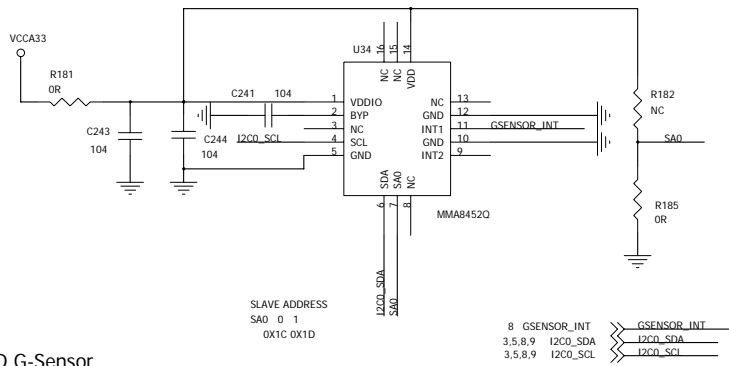 VCCA33
R181
0R
C243
104
C244
104
C241 104
I2C0_SCL
U34
16 NC
15 NC
14 VDD
1 VDDIO
2 BYP
3 NC
4 SCL
5 GND
NC 13
GND 12
INT1 11
GND 10
INT2 9
SDA 6
SA0 7
NC 8
MMA8452Q
GSENSOR_INT
I2C0_SDA
SA0
R182
NC
SA0
R185
0R
SLAVE ADDRESS
SA0 0 1
0X1C 0X1D
8 GSENSOR_INT GSENSOR_INT
3,5,8,9 I2C0_SDA I2C0_SDA
3,5,8,9 I2C0_SCL I2C0_SCL
G-Sensor